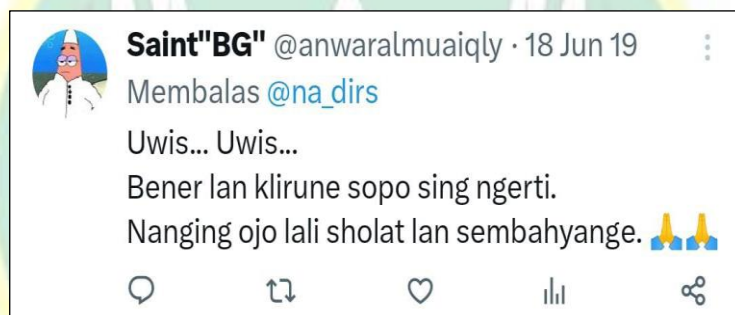 Saint"BG" @anwaralmuaiqly · 18 Jun 19
Membalas @na_dirs
Uwis... Uwis...
Bener lan klirune sopo sing ngerti.
Nanging ojo lali sholat lan sembahyange. 🙏🙏